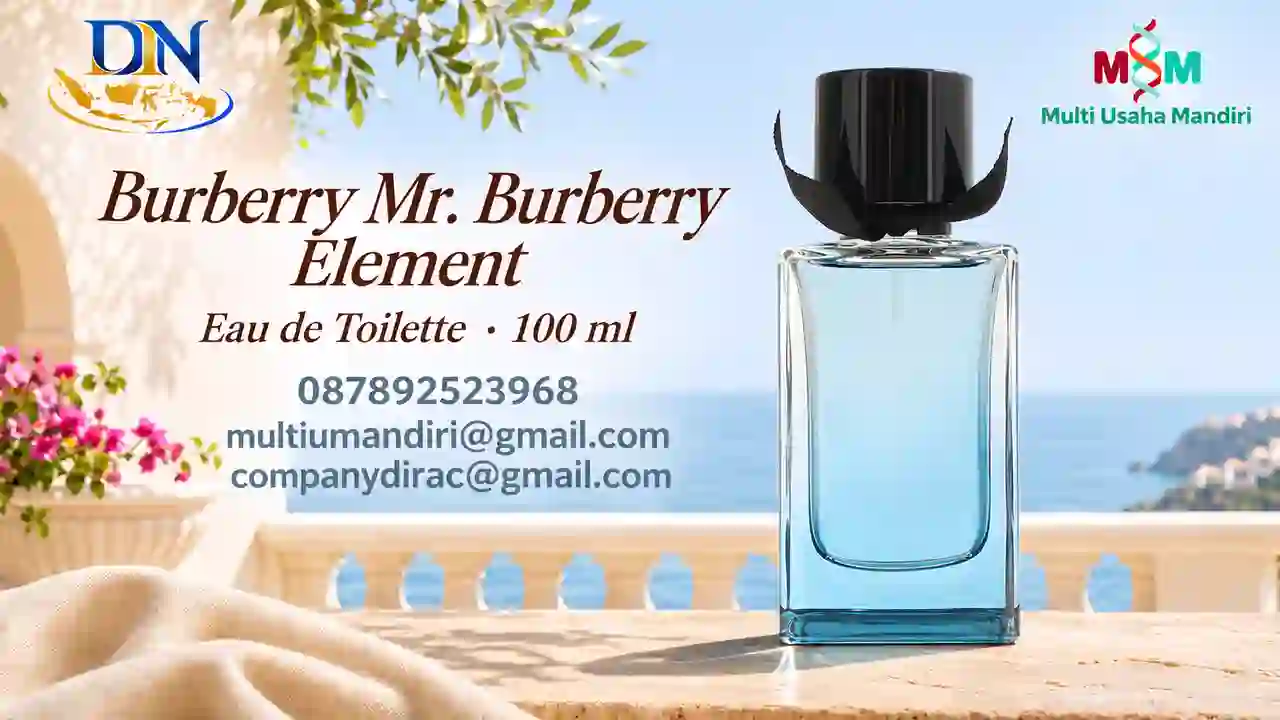 DN
MSM
Multi Usaha Mandiri
Burberry Mr. Burberry
Element
Eau de Toilette · 100 ml
087892523968
multiumandiri@gmail.com
companydirac@gmail.com